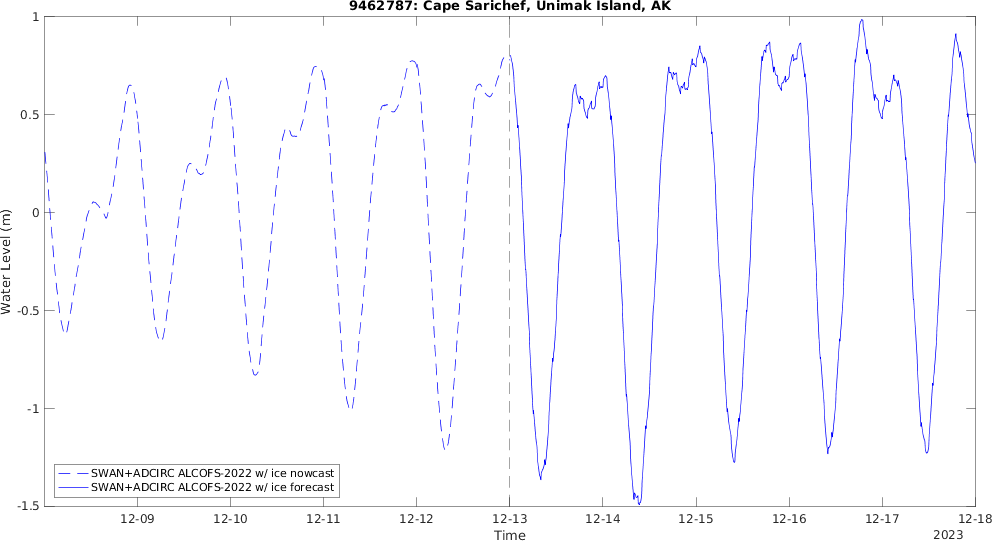 9462787: Cape Sarichef, Unimak Island, AK
1
0.5
0
-0.5
-1
-1.5
Water Level (m)
SWAN+ADCIRC ALCOFS-2022 w/ ice nowcast
SWAN+ADCIRC ALCOFS-2022 w/ ice forecast
12-09 12-10 12-11 12-12 12-13 12-14 12-15 12-16 12-17 12-18
Time
2023